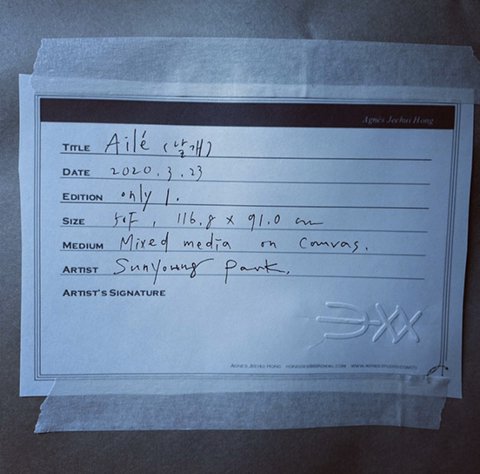 Agnès Jeehui Hong
TITLE Ailé (날개)
DATE 2020.3.23
EDITION only 1.
SIZE 50F, 116.8 x 91.0 cm
MEDIUM Mixed media on Canvas.
ARTIST SunYoung Park.
ARTIST'S SIGNATURE
AGNES JEEHUI HONG